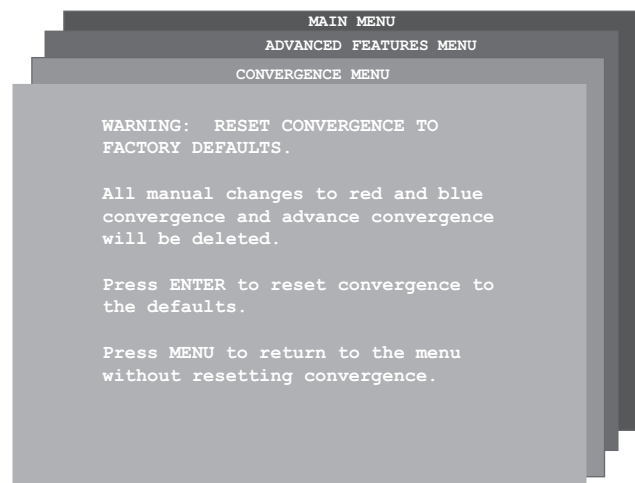 MAIN MENU
ADVANCED FEATURES MENU
CONVERGENCE MENU
WARNING:  RESET CONVERGENCE TO
FACTORY DEFAULTS.
All manual changes to red and blue
convergence and advance convergence
will be deleted.
Press ENTER to reset convergence to
the defaults.
Press MENU to return to the menu
without resetting convergence.